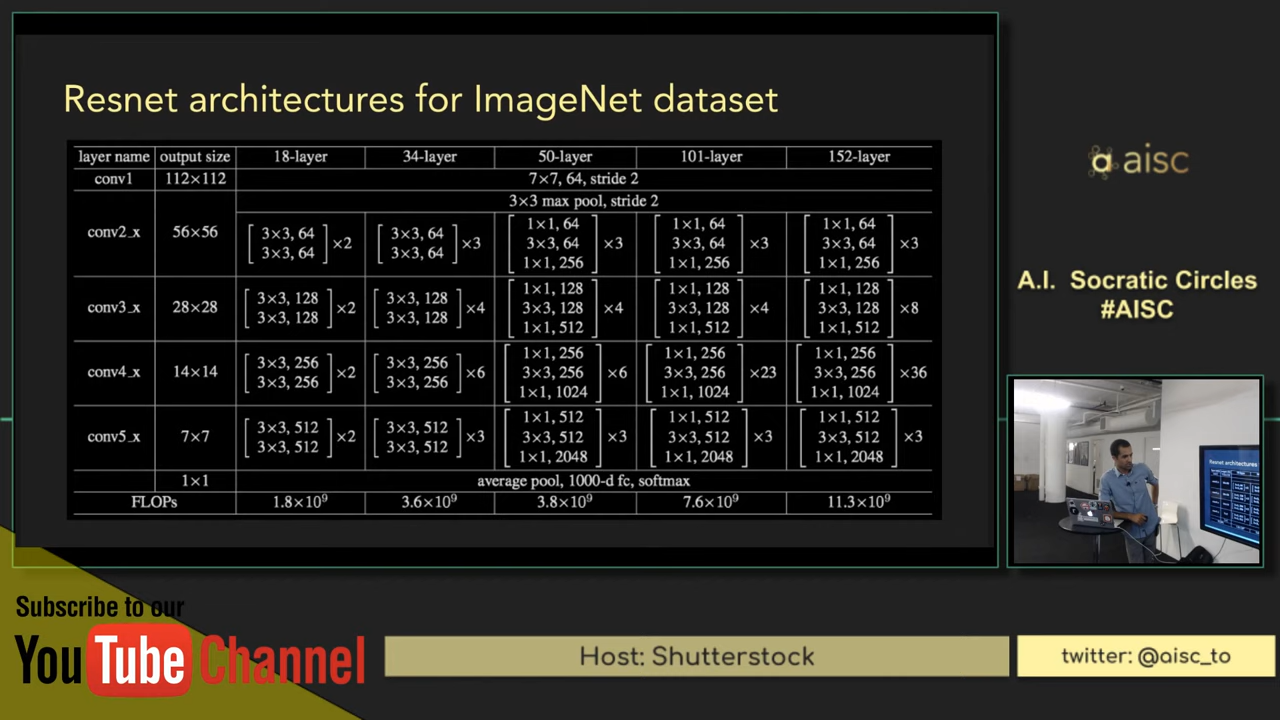 Resnet architectures for ImageNet dataset
layer name output size 18-layer 34-layer 50-layer 101-layer 152-layer
conv1 112×112 7×7, 64, stride 2
3×3 max pool, stride 2
conv2_x 56×56 [3×3, 64 3×3, 64]×2 [3×3, 64 3×3, 64]×3 [1×1, 64 3×3, 64 1×1, 256]×3 [1×1, 64 3×3, 64 1×1, 256]×3 [1×1, 64 3×3, 64 1×1, 256]×3
conv3_x 28×28 [3×3, 128 3×3, 128]×2 [3×3, 128 3×3, 128]×4 [1×1, 128 3×3, 128 1×1, 512]×4 [1×1, 128 3×3, 128 1×1, 512]×4 [1×1, 128 3×3, 128 1×1, 512]×8
conv4_x 14×14 [3×3, 256 3×3, 256]×2 [3×3, 256 3×3, 256]×6 [1×1, 256 3×3, 256 1×1, 1024]×6 [1×1, 256 3×3, 256 1×1, 1024]×23 [1×1, 256 3×3, 256 1×1, 1024]×36
conv5_x 7×7 [3×3, 512 3×3, 512]×2 [3×3, 512 3×3, 512]×3 [1×1, 512 3×3, 512 1×1, 2048]×3 [1×1, 512 3×3, 512 1×1, 2048]×3 [1×1, 512 3×3, 512 1×1, 2048]×3
1×1 average pool, 1000-d fc, softmax
FLOPs 1.8×10⁹ 3.6×10⁹ 3.8×10⁹ 7.6×10⁹ 11.3×10⁹
a aisc
A.I. Socratic Circles
#AISC
Resnet architectures
Subscribe to our
YouTube Channel
Host: Shutterstock
twitter: @aisc_to